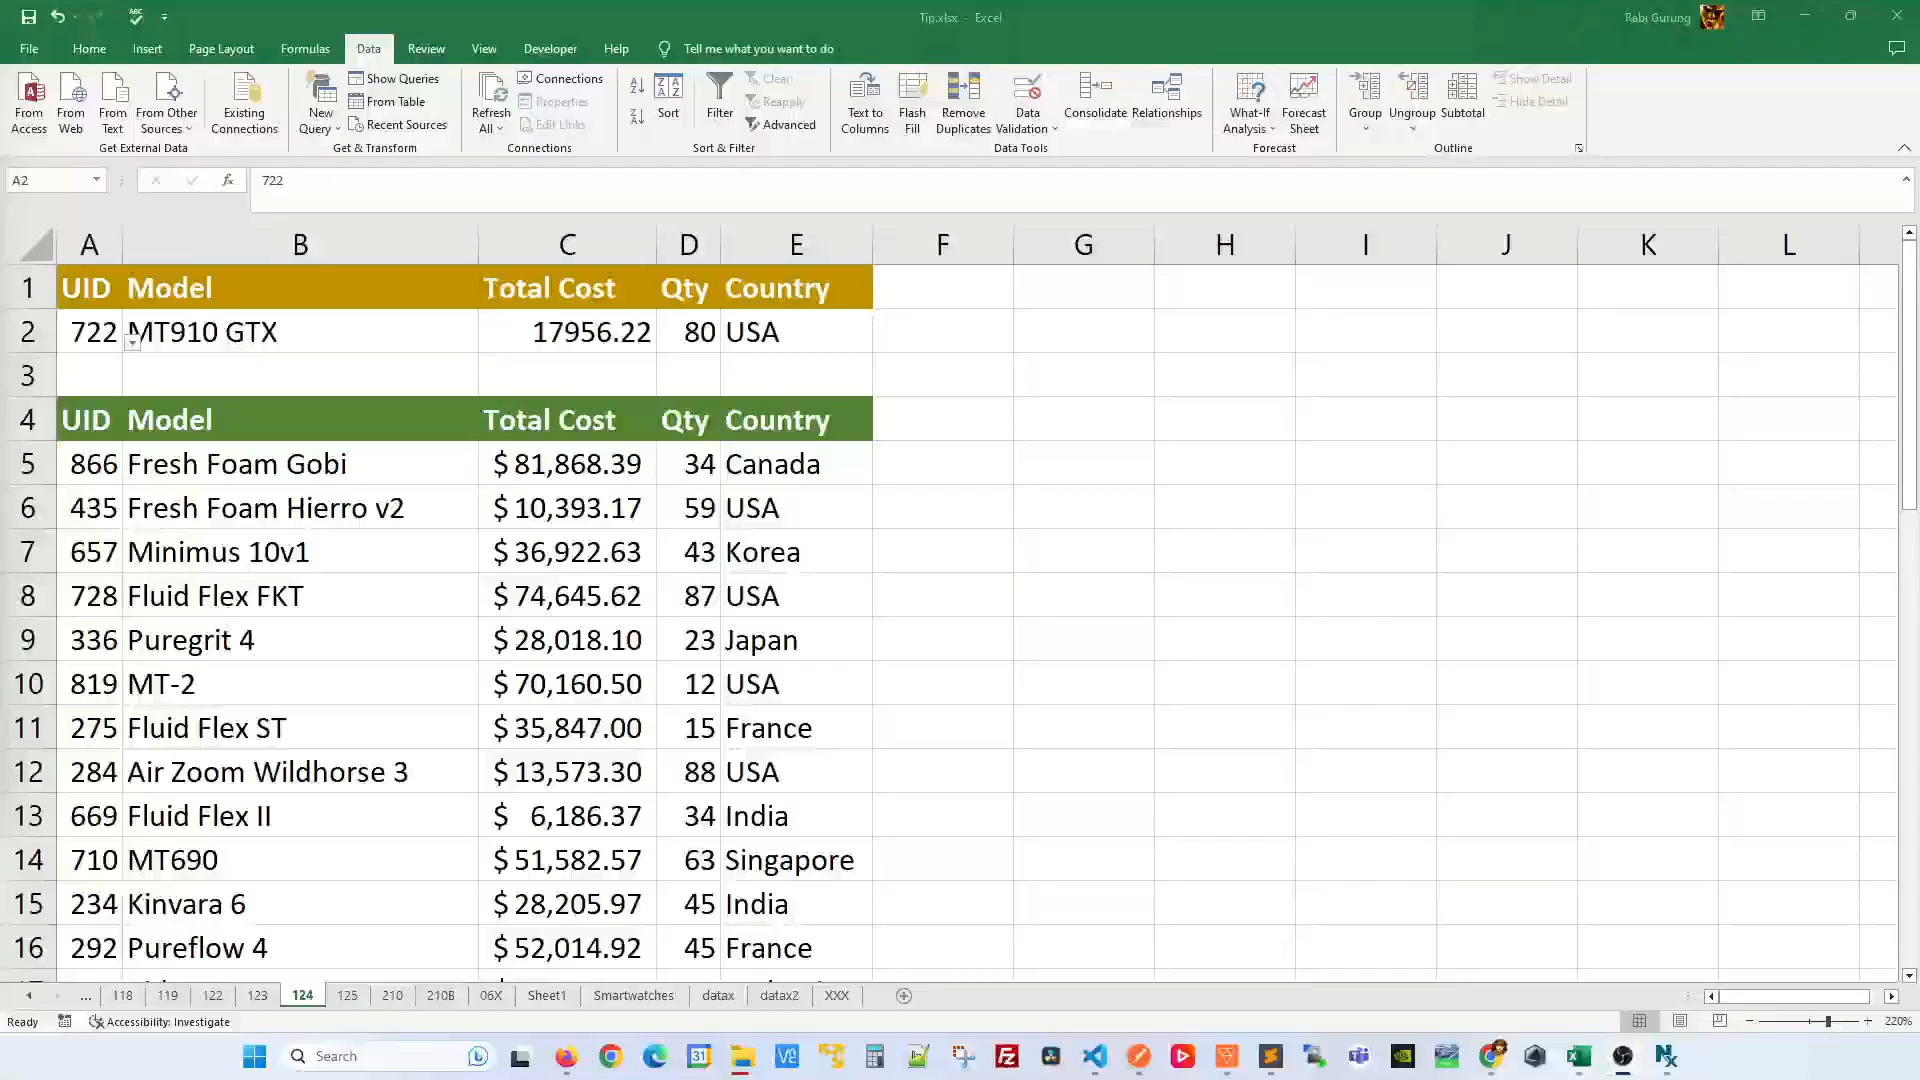 Tip.xlsx - Excel
Rabi Gurung
File Home Insert Page Layout Formulas Data Review View Developer Help Tell me what you want to do
From Access
From Web
From Text
From Other Sources
Existing Connections
Get External Data
New Query
Show Queries
From Table
Recent Sources
Get & Transform
Refresh All
Connections
Properties
Edit Links
Connections
Sort
Filter
Clear
Reapply
Advanced
Sort & Filter
Text to Columns
Flash Fill
Remove Duplicates
Data Validation
Consolidate
Relationships
Data Tools
What-If Analysis
Forecast Sheet
Forecast
Group
Ungroup
Subtotal
Show Detail
Hide Detail
Outline
A2 fx 722
A B C D E F G H I J K L
1 UID Model Total Cost Qty Country
2 722 MT910 GTX 17956.22 80 USA
3
4 UID Model Total Cost Qty Country
5 866 Fresh Foam Gobi $ 81,868.39 34 Canada
6 435 Fresh Foam Hierro v2 $ 10,393.17 59 USA
7 657 Minimus 10v1 $ 36,922.63 43 Korea
8 728 Fluid Flex FKT $ 74,645.62 87 USA
9 336 Puregrit 4 $ 28,018.10 23 Japan
10 819 MT-2 $ 70,160.50 12 USA
11 275 Fluid Flex ST $ 35,847.00 15 France
12 284 Air Zoom Wildhorse 3 $ 13,573.30 88 USA
13 669 Fluid Flex II $ 6,186.37 34 India
14 710 MT690 $ 51,582.57 63 Singapore
15 234 Kinvara 6 $ 28,205.97 45 India
16 292 Pureflow 4 $ 52,014.92 45 France
... 118 119 122 123 124 125 210 210B 06X Sheet1 Smartwatches datax datax2 XXX
Ready Accessibility: Investigate 220%
Search